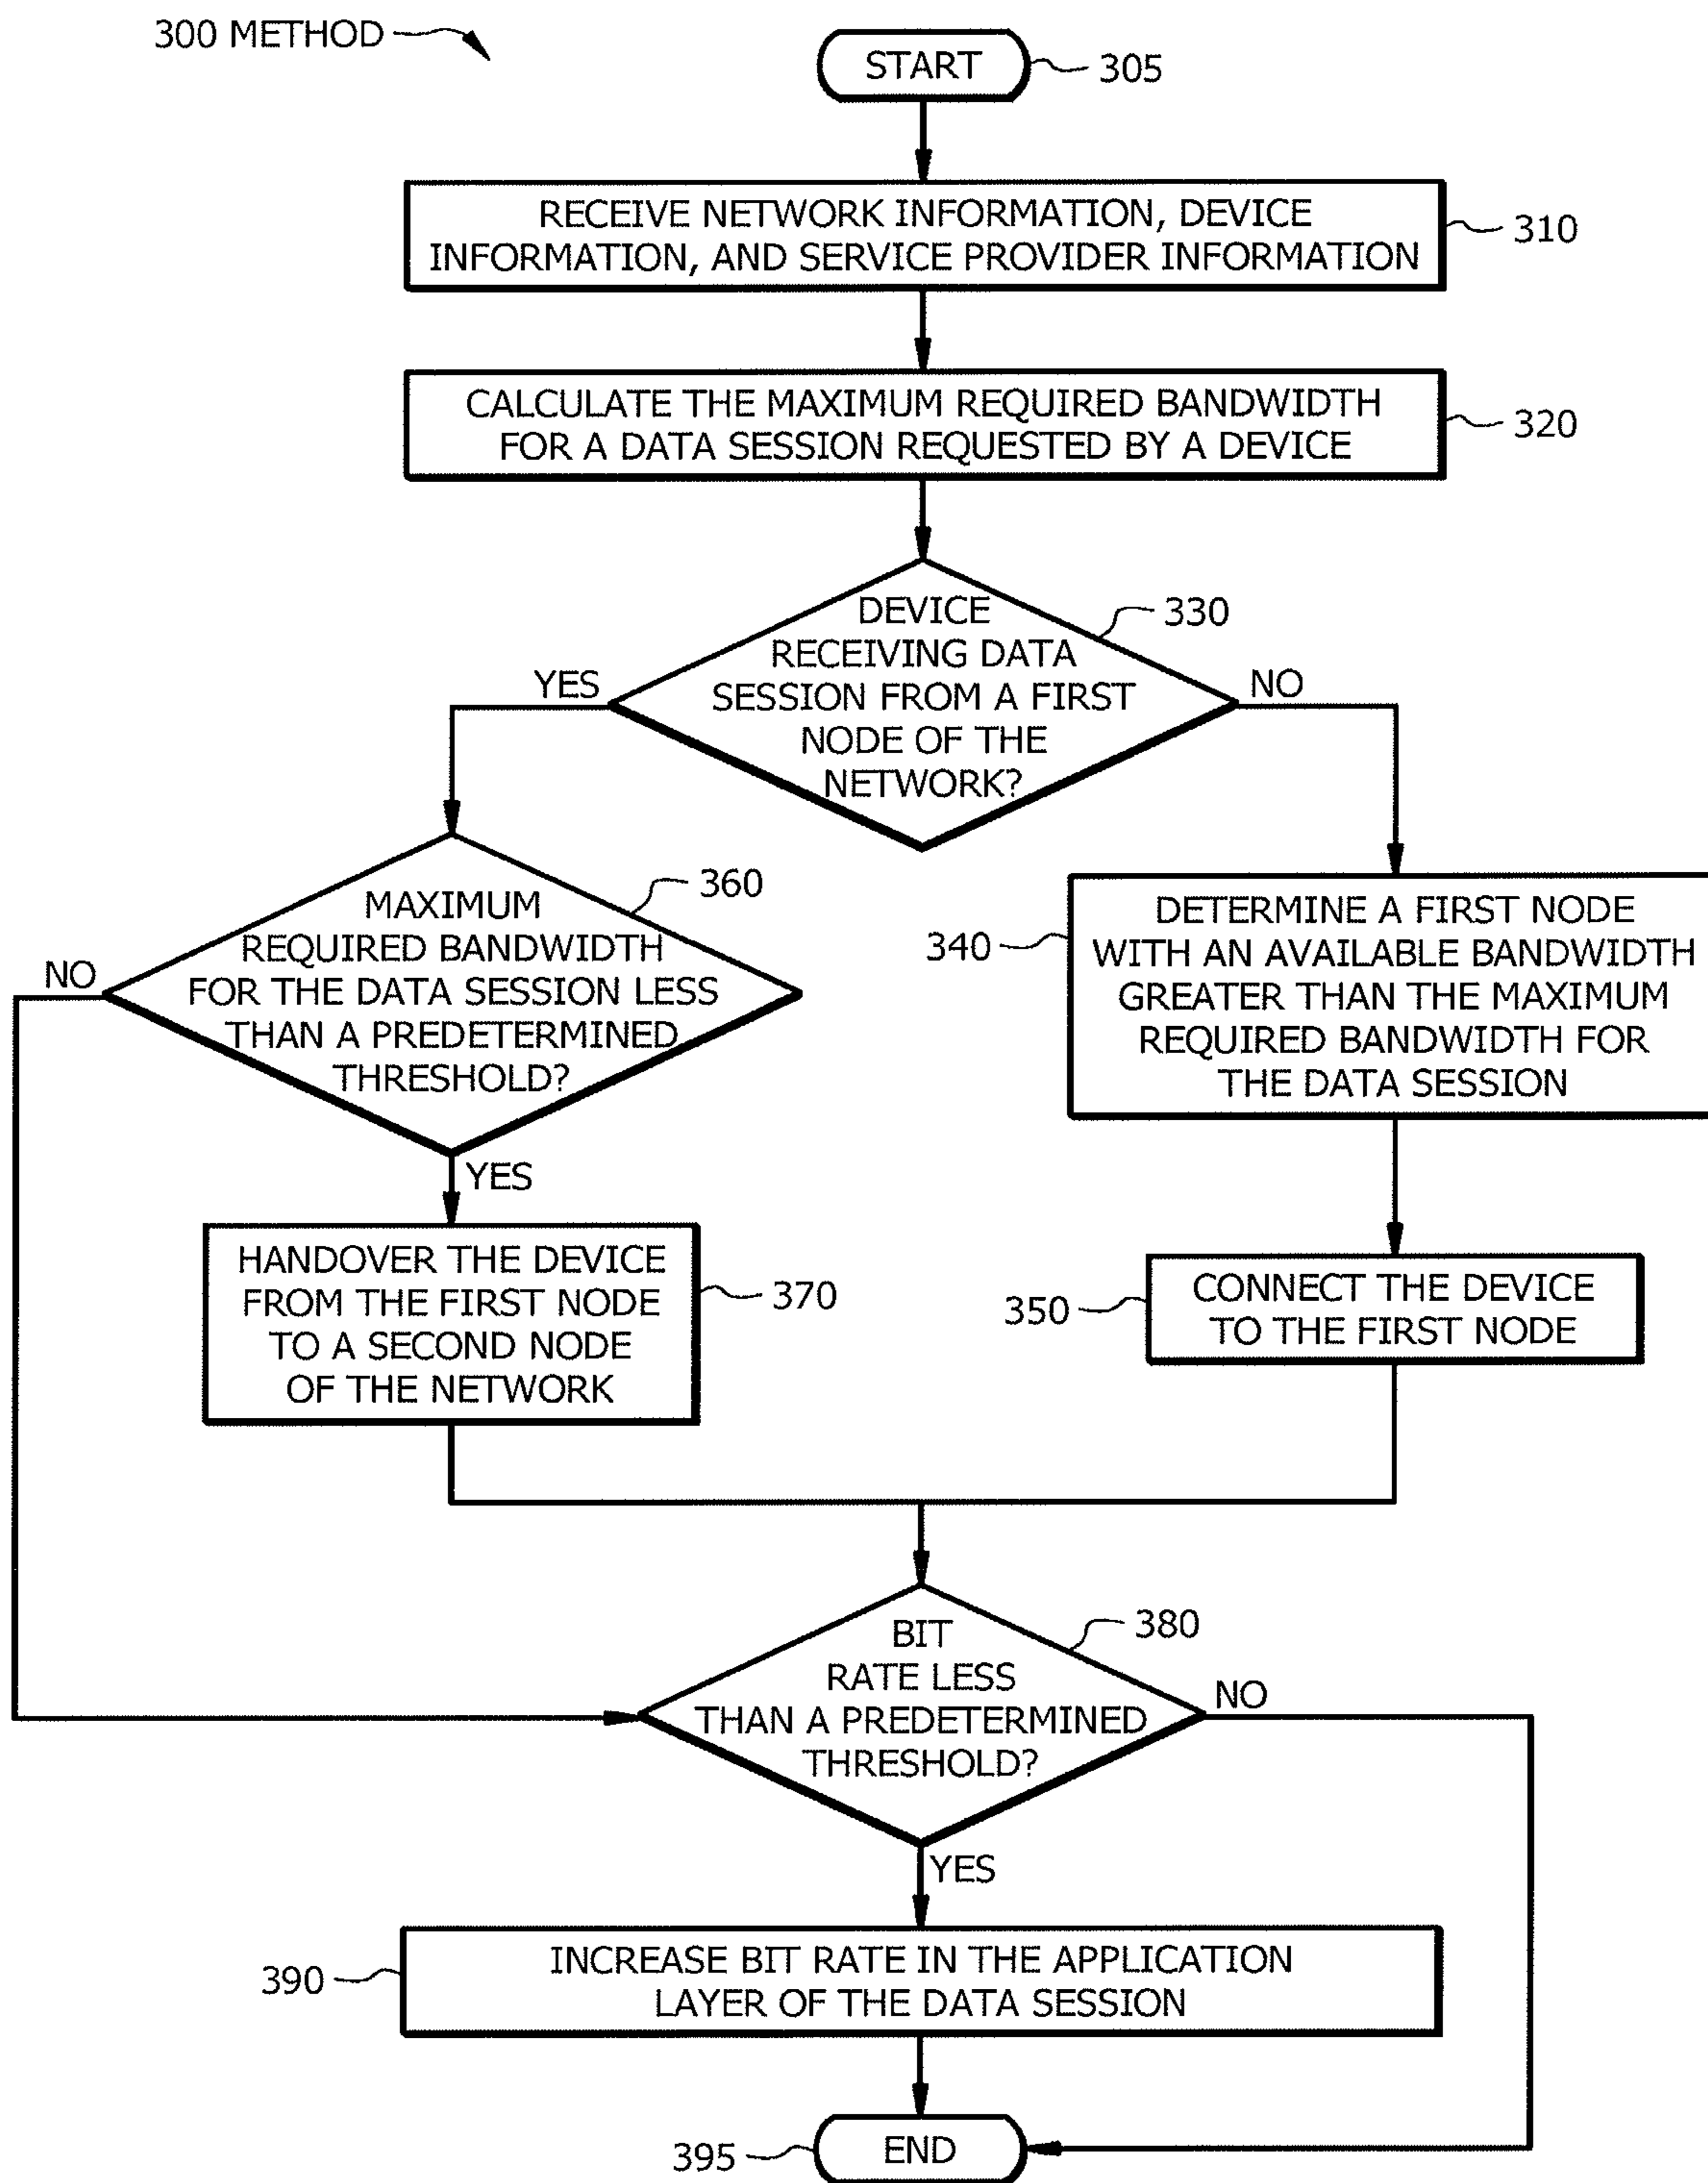 300 METHOD
START
305
RECEIVE NETWORK INFORMATION, DEVICE
INFORMATION, AND SERVICE PROVIDER INFORMATION
310
CALCULATE THE MAXIMUM REQUIRED BANDWIDTH
FOR A DATA SESSION REQUESTED BY A DEVICE
320
DEVICE
RECEIVING DATA
SESSION FROM A FIRST
NODE OF THE
NETWORK?
330
YES
NO
MAXIMUM
REQUIRED BANDWIDTH
FOR THE DATA SESSION LESS
THAN A PREDETERMINED
THRESHOLD?
360
NO
YES
340
DETERMINE A FIRST NODE
WITH AN AVAILABLE BANDWIDTH
GREATER THAN THE MAXIMUM
REQUIRED BANDWIDTH FOR
THE DATA SESSION
HANDOVER THE DEVICE
FROM THE FIRST NODE
TO A SECOND NODE
OF THE NETWORK
370
350
CONNECT THE DEVICE
TO THE FIRST NODE
BIT
RATE LESS
THAN A PREDETERMINED
THRESHOLD?
380
NO
YES
390
INCREASE BIT RATE IN THE APPLICATION
LAYER OF THE DATA SESSION
395
END